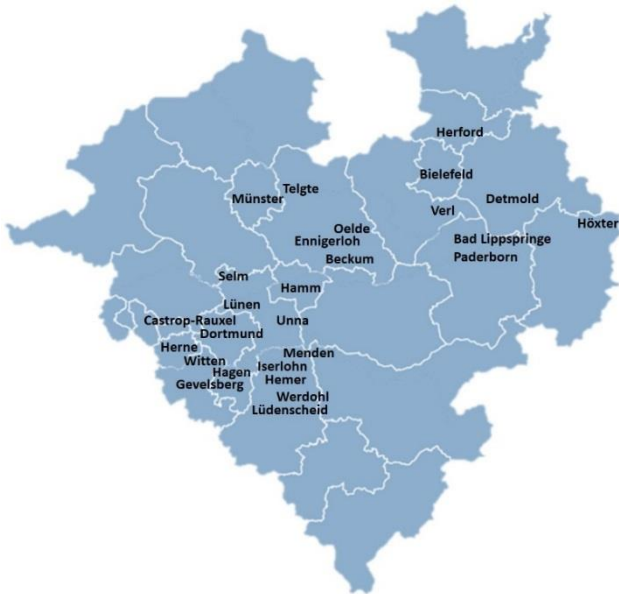 Herford
Bielefeld
Münster
Telgte
Detmold
Verl
Höxter
Oelde
Ennigerloh
Bad Lippspringe
Beckum
Paderborn
Selm
Hamm
Lünen
Castrop-Rauxel
Unna
Dortmund
Herne
Menden
Witten
Iserlohn
Hagen
Hemer
Gevelsberg
Werdohl
Lüdenscheid